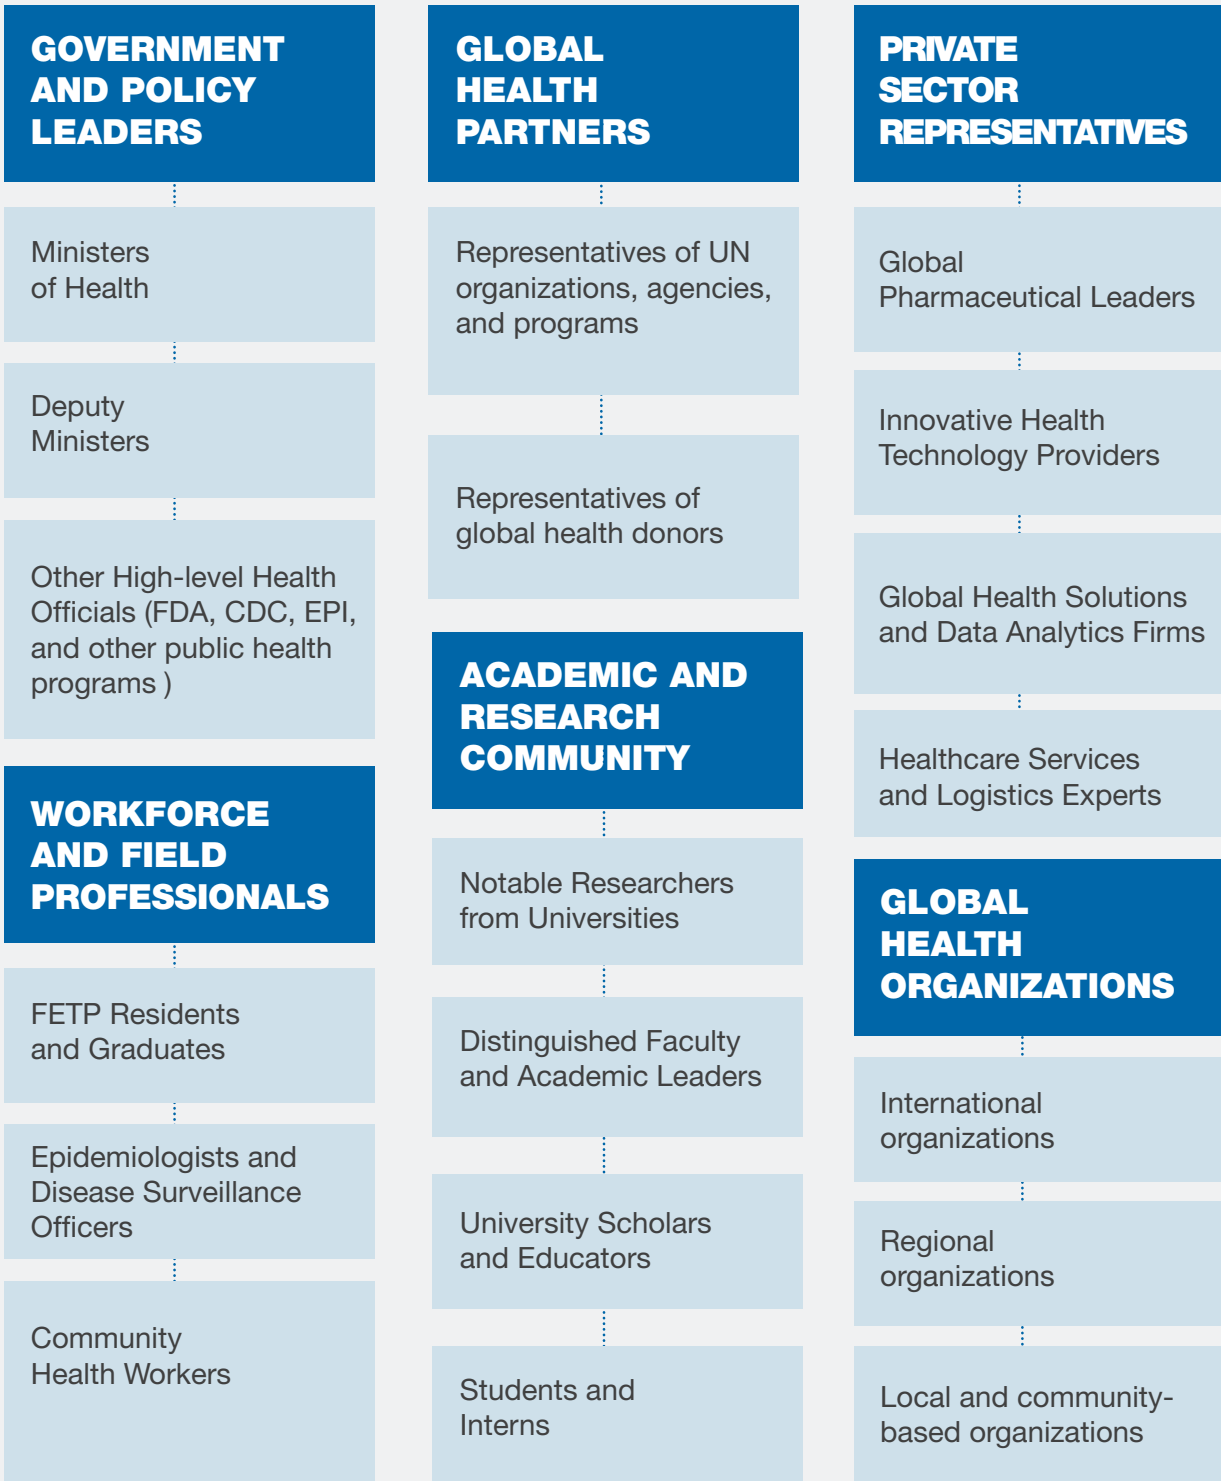 GOVERNMENT
AND POLICY
LEADERS
Ministers
of Health
Deputy
Ministers
Other High-level Health
Officials (FDA, CDC, EPI,
and other public health
programs )
WORKFORCE
AND FIELD
PROFESSIONALS
FETP Residents
and Graduates
Epidemiologists and
Disease Surveillance
Officers
Community
Health Workers
GLOBAL
HEALTH
PARTNERS
Representatives of UN
organizations, agencies,
and programs
Representatives of
global health donors
ACADEMIC AND
RESEARCH
COMMUNITY
Notable Researchers
from Universities
Distinguished Faculty
and Academic Leaders
University Scholars
and Educators
Students and
Interns
PRIVATE
SECTOR
REPRESENTATIVES
Global
Pharmaceutical Leaders
Innovative Health
Technology Providers
Global Health Solutions
and Data Analytics Firms
Healthcare Services
and Logistics Experts
GLOBAL
HEALTH
ORGANIZATIONS
International
organizations
Regional
organizations
Local and community-
based organizations